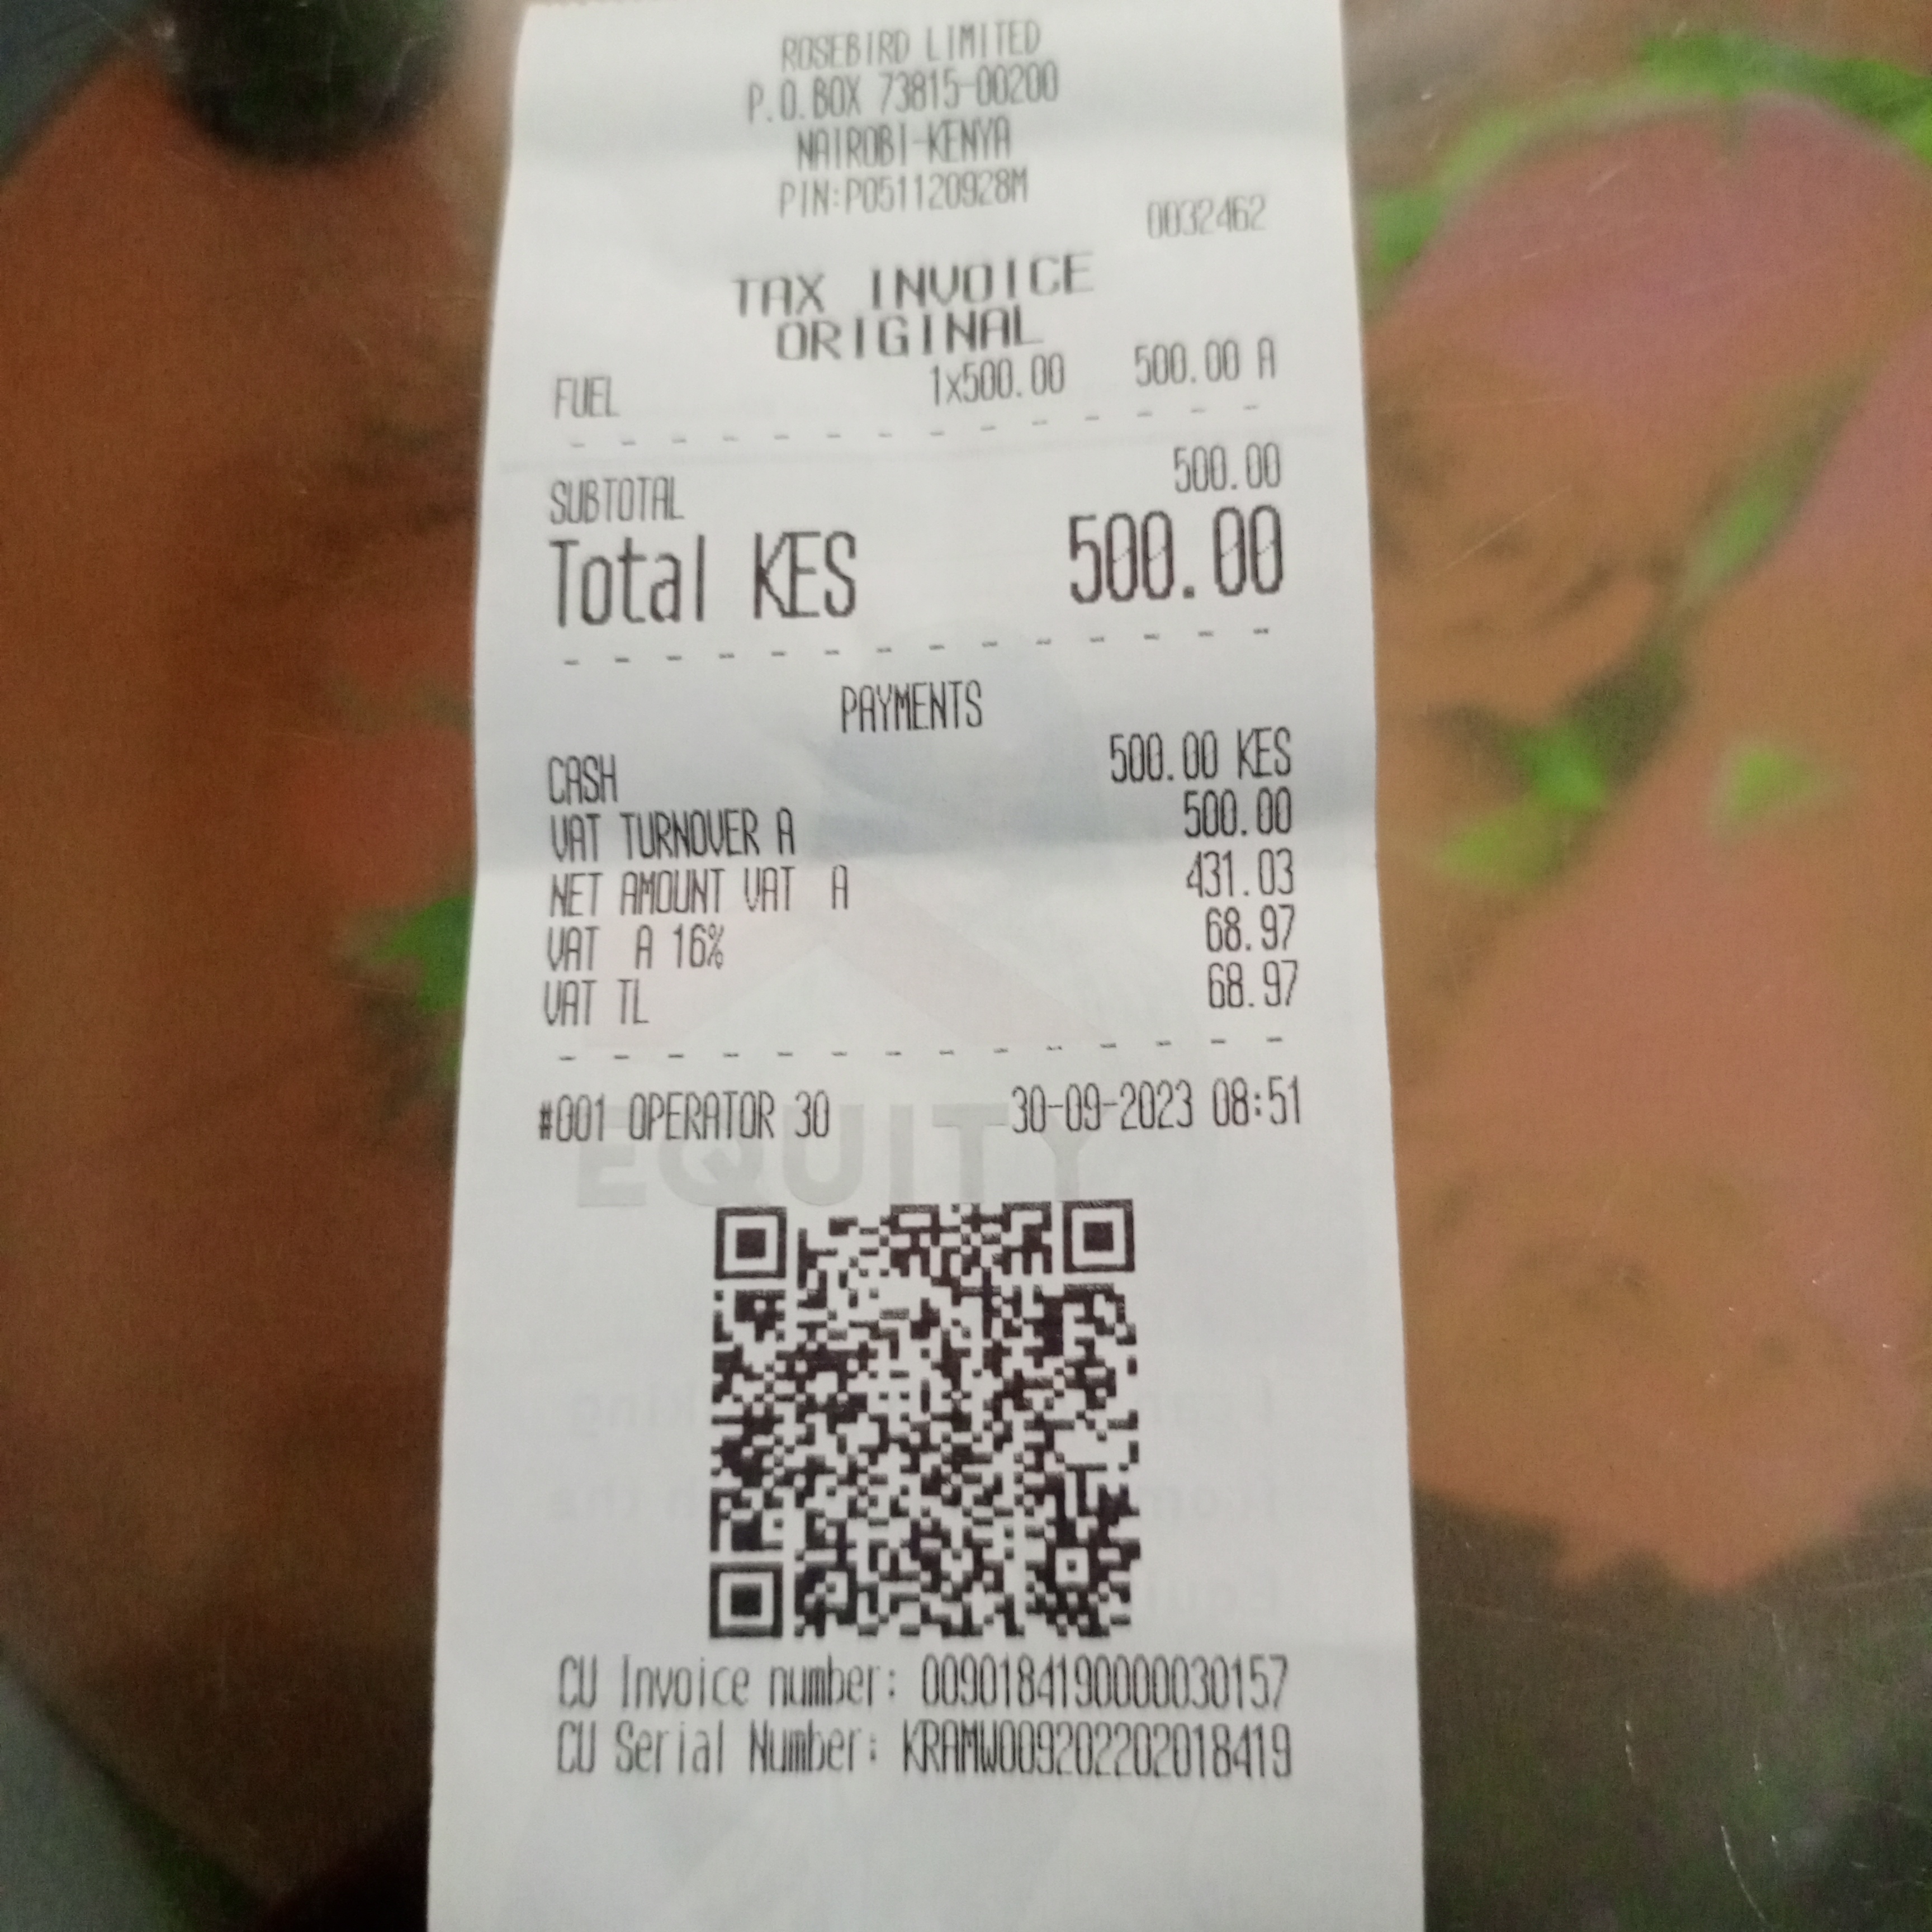 ROSEBIRD LIMITED
P.O.BOX 73815-00200
NAIROBI-KENYA
PIN:P051120928M
0032462
TAX INVOICE
ORIGINAL
FUEL 1x500.00 500.00 A
SUBTOTAL 500.00
Total KES 500.00
PAYMENTS
CASH 500.00 KES
VAT TURNOVER A 500.00
NET AMOUNT VAT A 431.03
VAT A 16% 68.97
VAT TL 68.97
#001 OPERATOR 30 30-09-2023 08:51
EQUITY
CU Invoice number: 0090184190000030157
CU Serial Number: KRAMW009202202018419